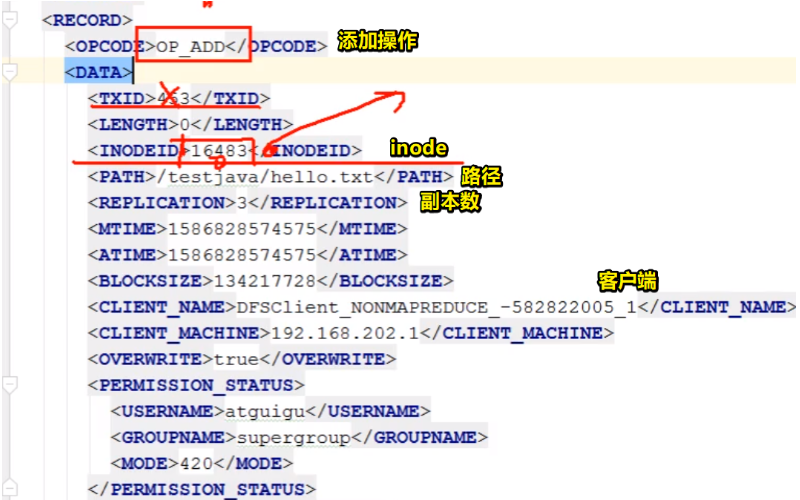 <RECORD>
<OPCODE>OP_ADD</OPCODE> 添加操作
<DATA>
<TXID>453</TXID>
<LENGTH>0</LENGTH>
<INODEID>16483</INODEID> inode
<PATH>/testjava/hello.txt</PATH> 路径
<REPLICATION>3</REPLICATION> 副本数
<MTIME>1586828574575</MTIME>
<ATIME>1586828574575</ATIME>
<BLOCKSIZE>134217728</BLOCKSIZE> 客户端
<CLIENT_NAME>DFSClient_NONMAPREDUCE_-582822005_1</CLIENT_NAME>
<CLIENT_MACHINE>192.168.202.1</CLIENT_MACHINE>
<OVERWRITE>true</OVERWRITE>
<PERMISSION_STATUS>
<USERNAME>atguigu</USERNAME>
<GROUPNAME>supergroup</GROUPNAME>
<MODE>420</MODE>
</PERMISSION_STATUS>